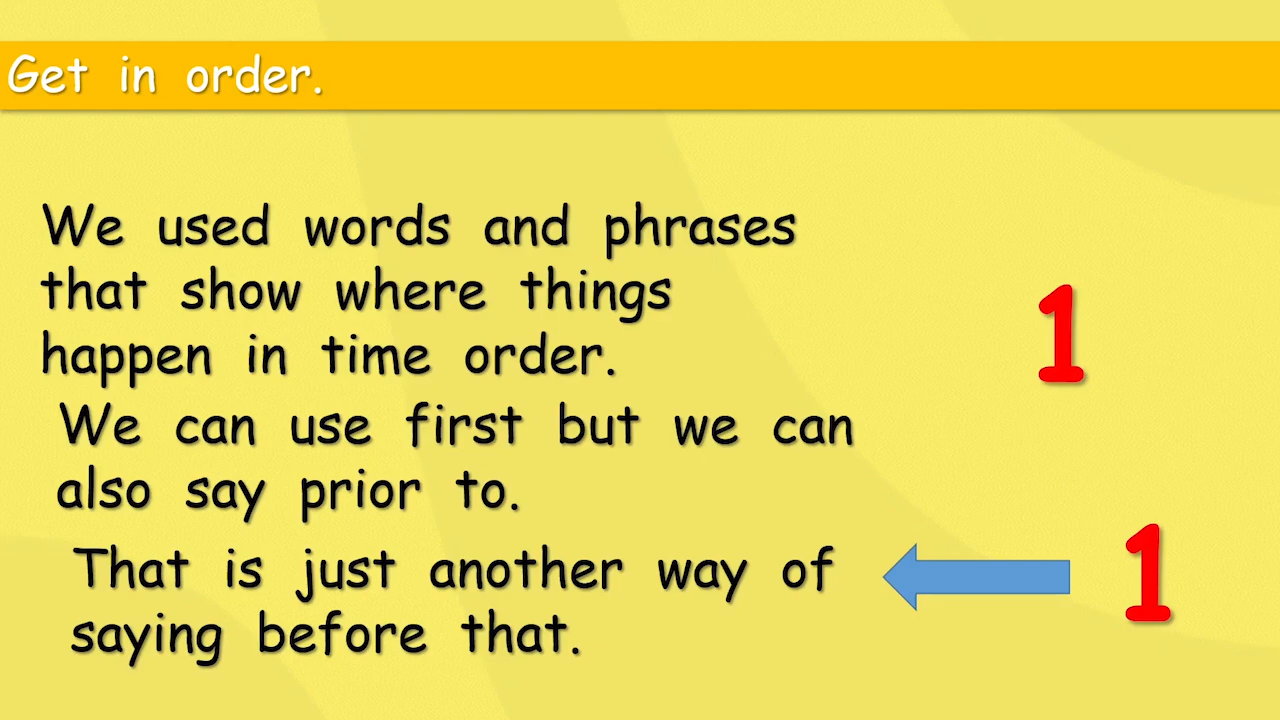 Get in order.
We used words and phrases
that show where things
happen in time order.
1
We can use first but we can
also say prior to.
That is just another way of
saying before that.
1